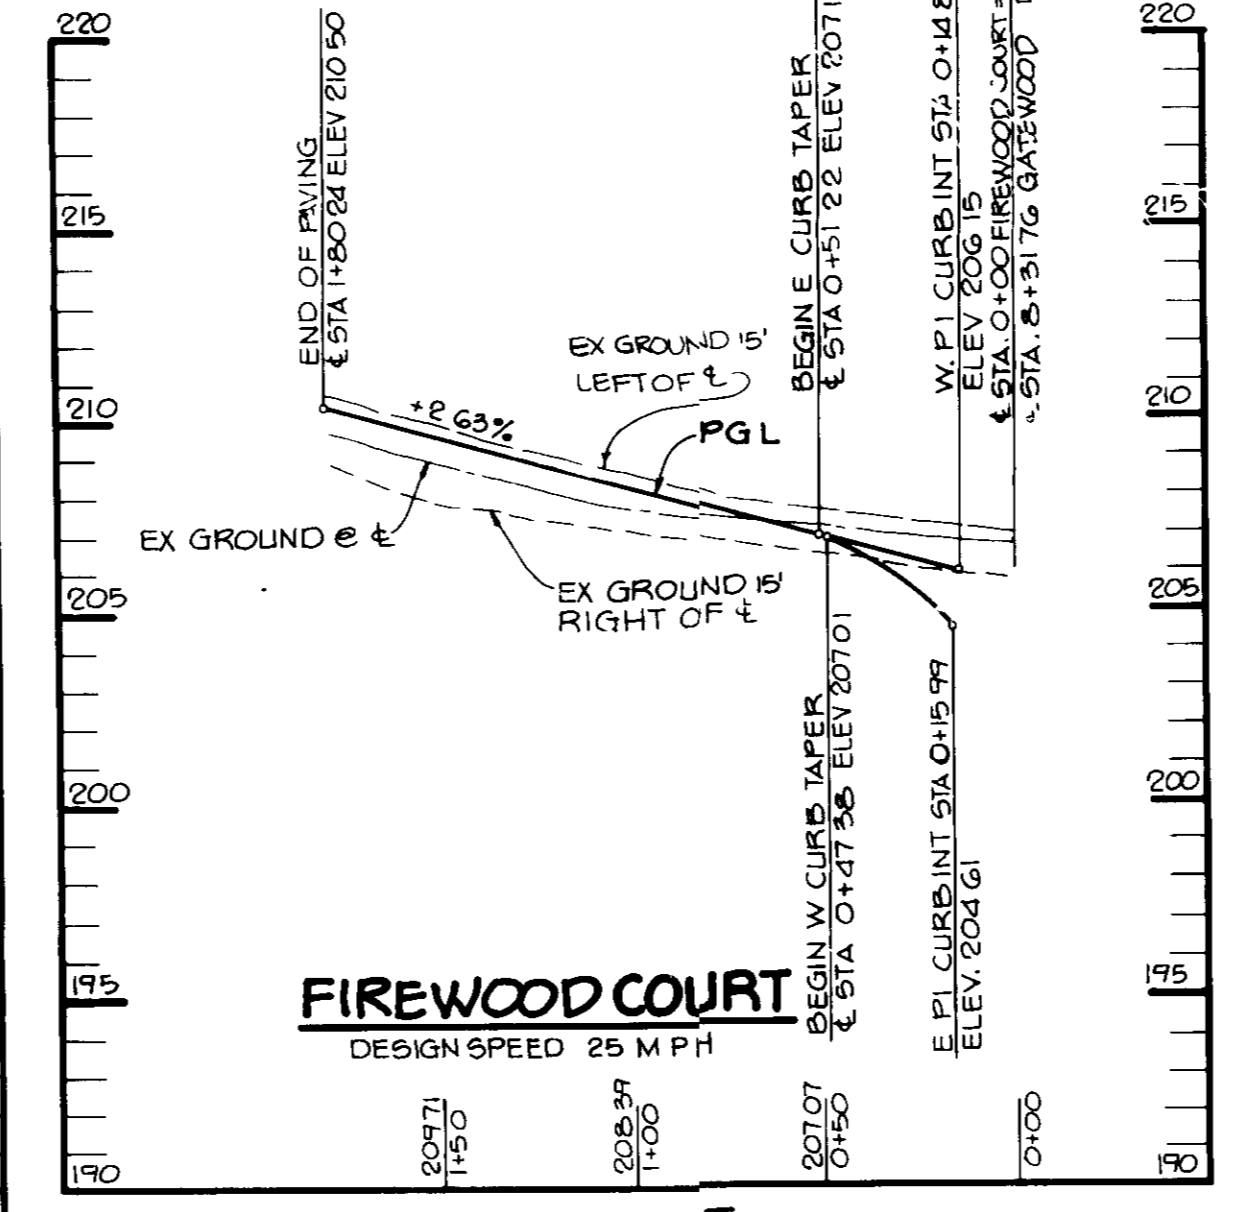 220
220
END OF PAVING
℄ STA 1+80 24 ELEV 210 50
BEGIN E CURB TAPER
℄ STA 0+51 22 ELEV 207 1
W. PI CURB INT STA 0+14 8
ELEV 206 15
℄ STA. 0+00 FIREWOOD COURT =
STA. 8+31 76 GATEWOOD
215
215
EX GROUND 15'
LEFT OF ℄
210
210
+2 63%
PGL
EX GROUND @ ℄
EX GROUND 15'
RIGHT OF ℄
205
205
BEGIN W CURB TAPER
℄ STA 0+47 38 ELEV 207 01
E PI CURB INT STA 0+15 99
ELEV. 204 61
200
200
195
195
FIREWOOD COURT
DESIGN SPEED 25 M P H
209 71
1+50
208 39
1+00
207 07
0+50
0+00
190
190